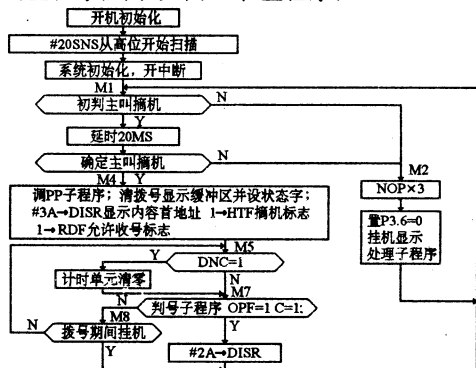 开机初始化
#20SNS从高位开始扫描
系统初始化，开中断
M1
初判主叫摘机
N
Y
延时20MS
确定主叫摘机
N
M4
Y
M2
调PP子程序；清拨号显示缓冲区并设状态字；
#3A→DISR显示内容首地址 1→HTF摘机标志
1→RDF允许收号标志
NOP×3
置P3.6=0
挂机显示
处理子程序
M5
Y
DNC=1
计时单元清零
N
M7
N
判号子程序 OPF=1 C=1;
M8
N
拨号期间挂机
Y
Y
#2A→DISR